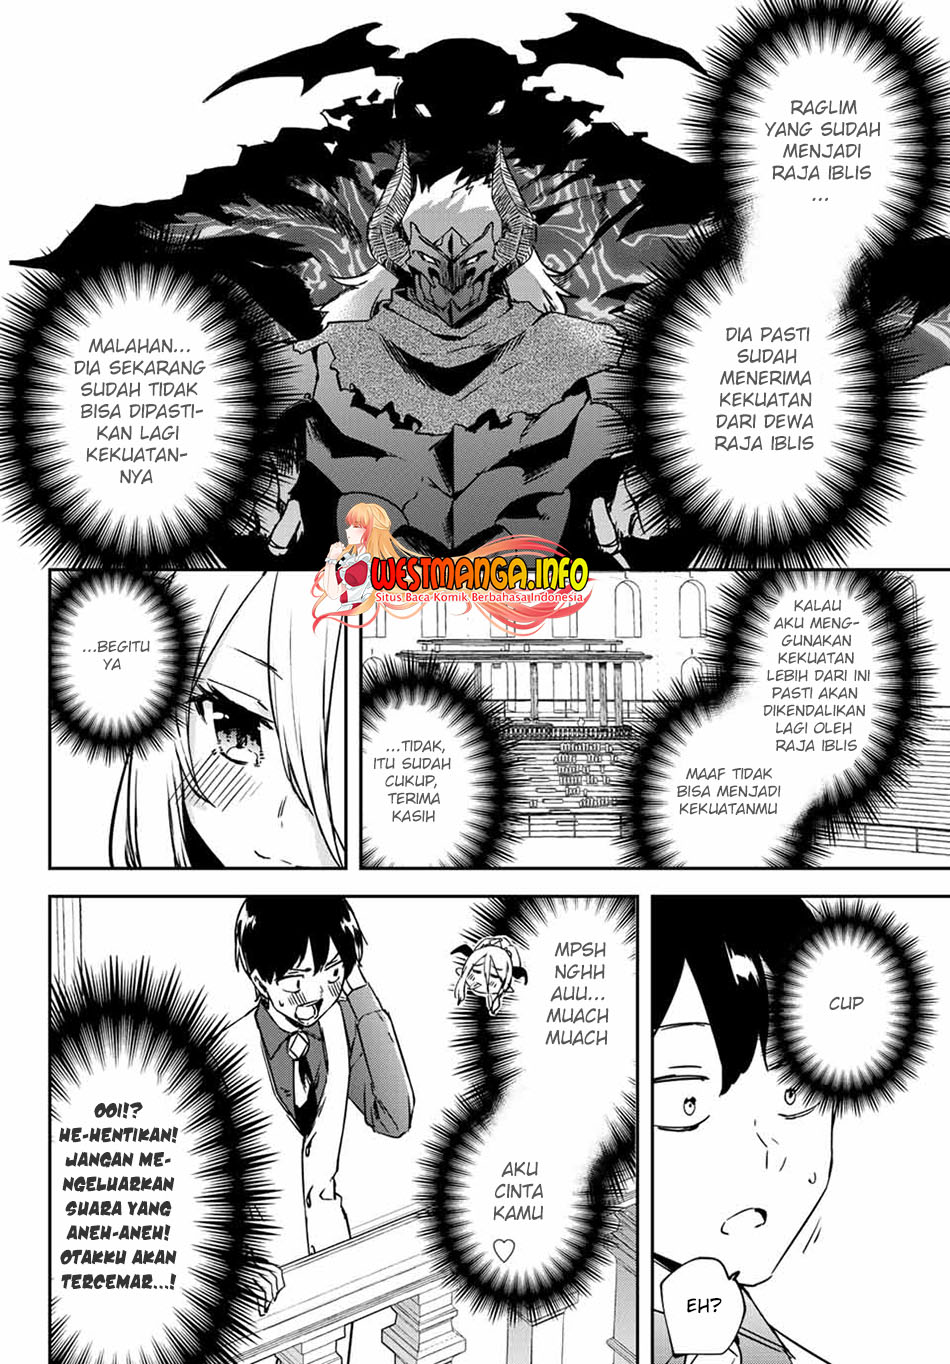 RAGLIM
YANG SUDAH
MENJADI
RAJA IBLIS
...
DIA PASTI
SUDAH
MENERIMA
KEKUATAN
DARI DEWA
RAJA IBLIS
MALAHAN...
DIA SEKARANG
SUDAH TIDAK
BISA DIPASTI-
KAN LAGI
KEKUATAN-
NYA
WESTMANGA.INFO
Situs Baca Komik Berbahasa Indonesia
KALAU
AKU MENG-
GUNAKAN
KEKUATAN
LEBIH DARI INI
PASTI AKAN
DIKENDALIKAN
LAGI OLEH
RAJA IBLIS
MAAF TIDAK
BISA MENJADI
KEKUATANMU
...TIDAK,
ITU SUDAH
CUKUP,
TERIMA
KASIH
...BEGITU
YA
CUP
EH?
MPSH
NGHH
AUU...
MUACH
MUACH
AKU
CINTA
KAMU
♡
OOI!?
HE-HENTIKAN!
JANGAN ME-
NGELUARKAN
SUARA YANG
ANEH-ANEH!
OTAKKU AKAN
TERCEMAR...!